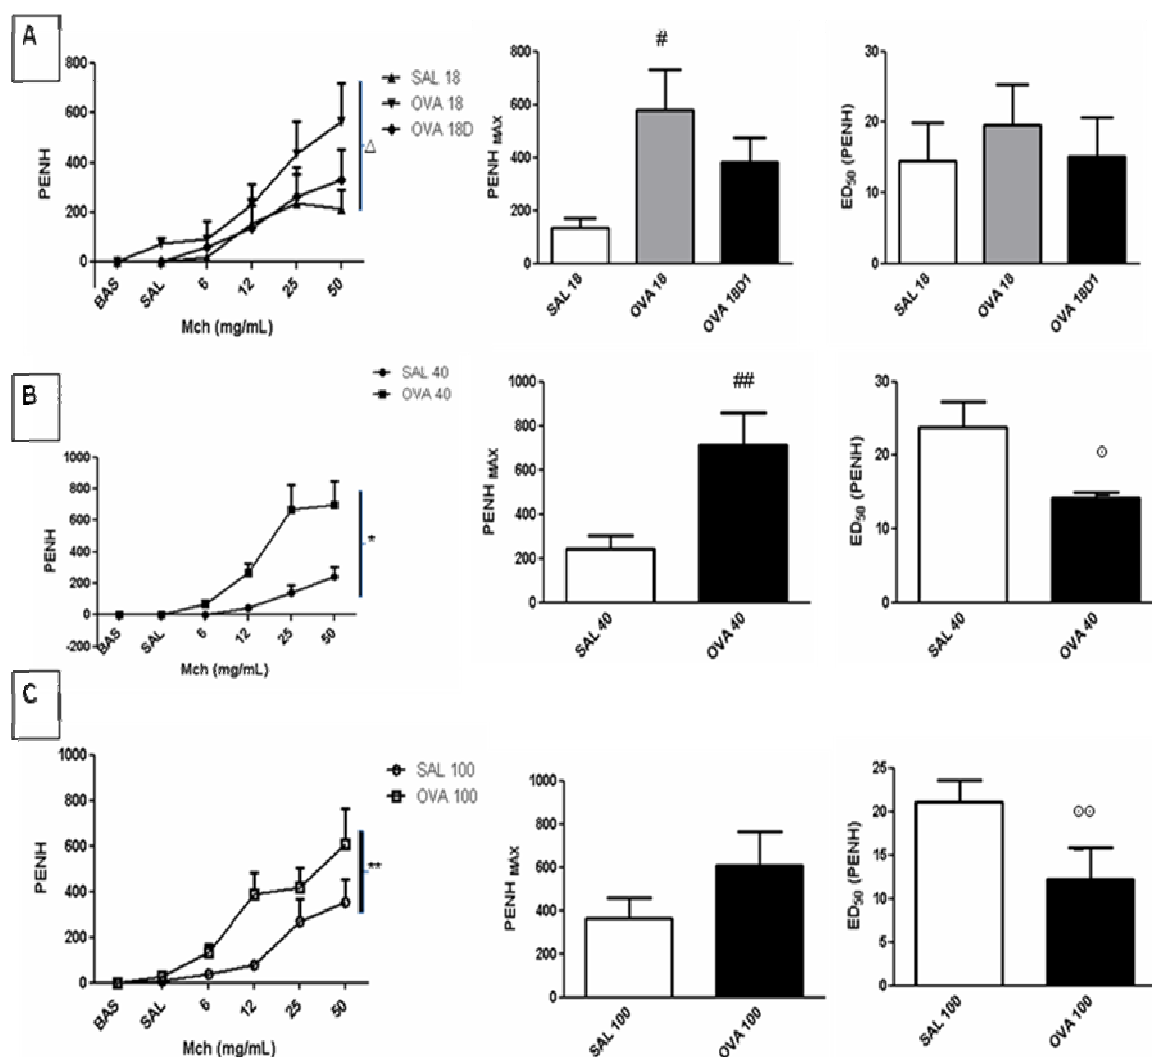 A
800
600
400
200
0
PENH
BAS
SAL
6
12
25
50
Mch (mg/mL)
SAL 18
OVA 18
OVA 18D
Δ
800
600
400
200
0
PENH MÁX
#
SAL 18
OVA 18
OVA 18D1
30
20
10
0
ED50 (PENH)
SAL 18
OVA 18
OVA 18D1
B
SAL 40
OVA 40
1000
800
600
400
200
0
-200
PENH
BAS
SAL
6
12
25
50
Mch (mg/mL)
*
1000
800
600
400
200
0
PENH MÁX
##
SAL 40
OVA 40
30
20
10
0
ED50 (PENH)
SAL 40
OVA 40
C
1000
800
600
400
200
0
PENH
BAS
SAL
6
12
25
50
Mch (mg/mL)
SAL 100
OVA 100
**
1000
800
600
400
200
0
PENH MÁX
SAL 100
OVA 100
25
20
15
10
5
0
ED50 (PENH)
SAL 100
OVA 100